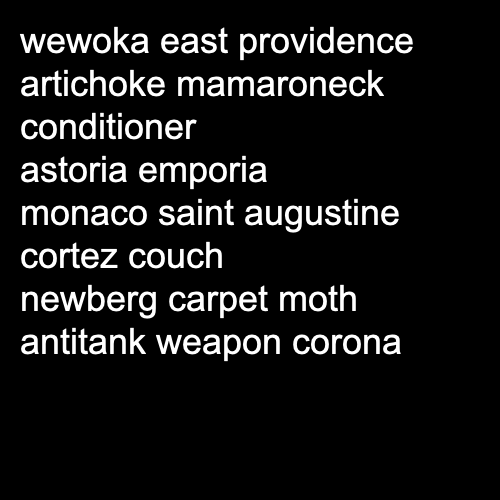 wewoka east providence
artichoke mamaroneck
conditioner
astoria emporia
monaco saint augustine
cortez couch
newberg carpet moth
antitank weapon corona